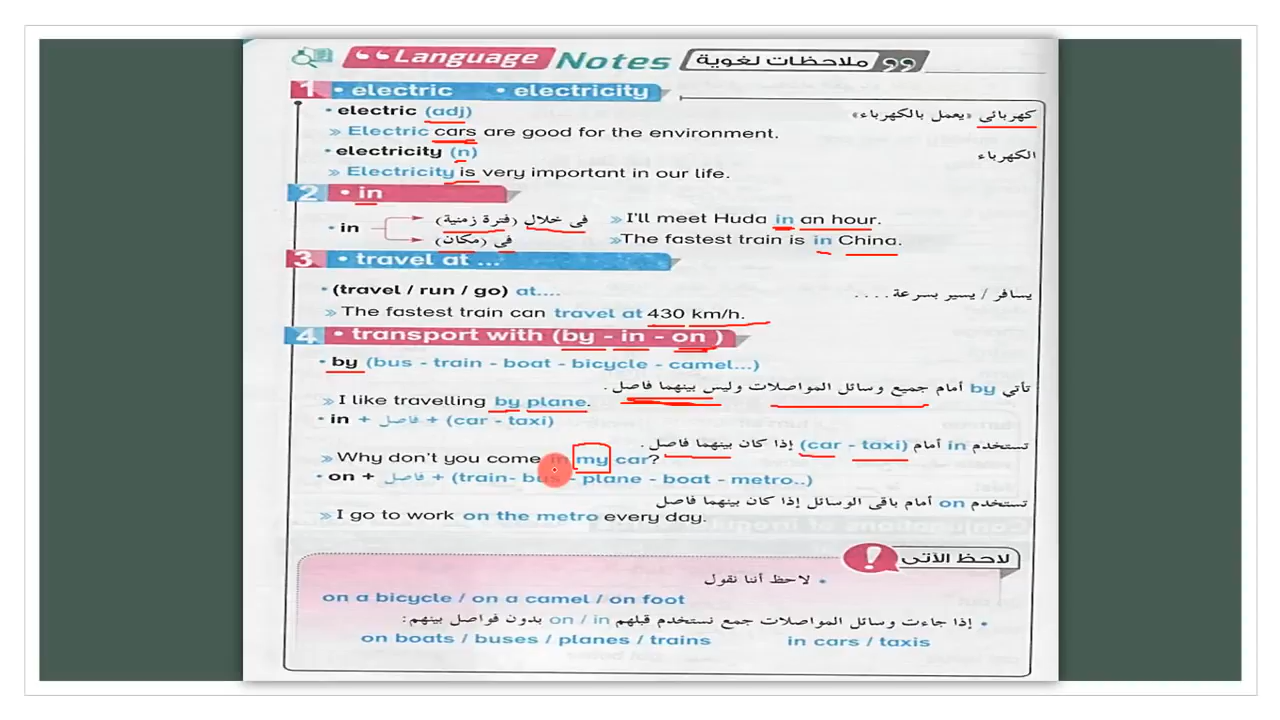 Language Notes ملاحظات لغوية
1 • electric • electricity
• electric (adj) كهربائى «يعمل بالكهرباء»
» Electric cars are good for the environment.
• electricity (n) الكهرباء
» Electricity is very important in our life.
2 • in
• in
فى خلال (فترة زمنية) » I'll meet Huda in an hour.
فى (مكان) » The fastest train is in China.
3 • travel at ...
• (travel / run / go) at.... يسافر / يسير بسرعة ....
» The fastest train can travel at 430 km/h.
4 • transport with (by - in - on )
• by (bus - train - boat - bicycle - camel...)
تأتي by أمام جميع وسائل المواصلات وليس بينهما فاصل .
» I like travelling by plane.
• in + فاصل + (car - taxi)
تستخدم in أمام (car - taxi) إذا كان بينهما فاصل .
» Why don't you come in my car?
• on + فاصل + (train- bus - plane - boat - metro..)
تستخدم on أمام باقى الوسائل إذا كان بينهما فاصل
» I go to work on the metro every day.
لاحظ الآتى !
• لاحظ أننا نقول
on a bicycle / on a camel / on foot
• إذا جاءت وسائل المواصلات جمع نستخدم قبلهم on / in بدون فواصل بينهم:
on boats / buses / planes / trains in cars / taxis